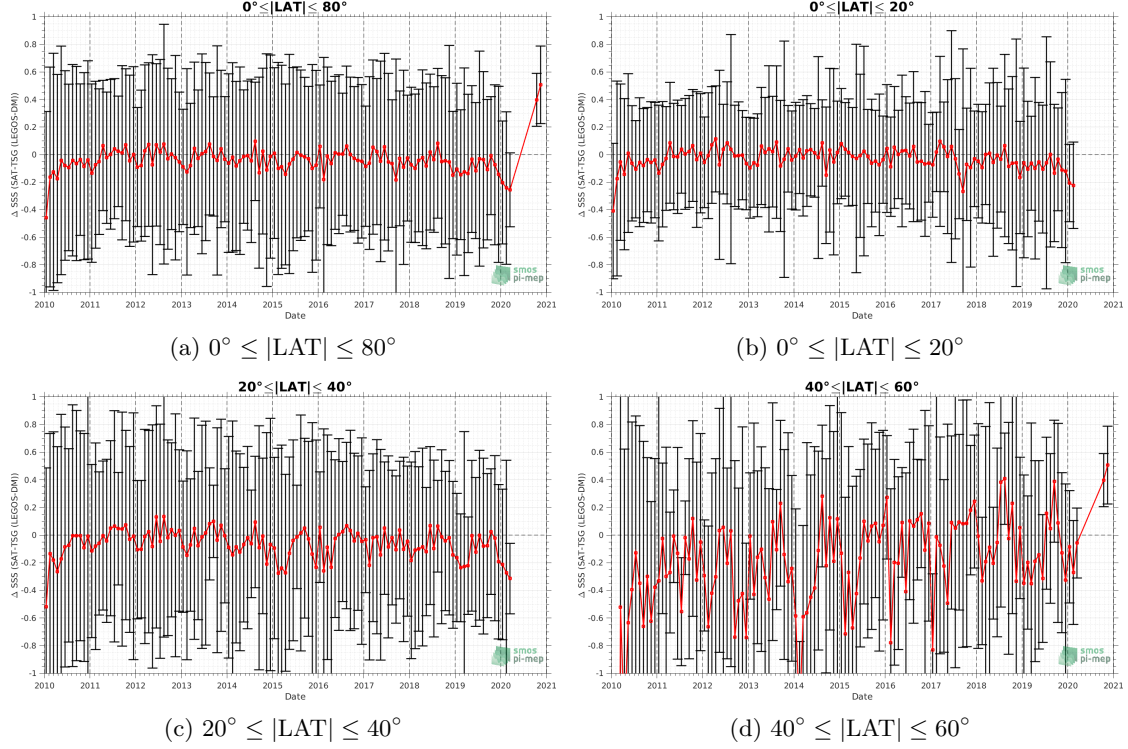 0°≤|LAT|≤ 80°
Δ SSS (SAT-TSG (LEGOS-DM))
1
0.8
0.6
0.4
0.2
0
-0.2
-0.4
-0.6
-0.8
-1
2010 2011 2012 2013 2014 2015 2016 2017 2018 2019 2020 2021
Date
smos
pi-mep
(a) 0° ≤ |LAT| ≤ 80°
0°≤|LAT|≤ 20°
Δ SSS (SAT-TSG (LEGOS-DM))
1
0.8
0.6
0.4
0.2
0
-0.2
-0.4
-0.6
-0.8
-1
2010 2011 2012 2013 2014 2015 2016 2017 2018 2019 2020 2021
Date
smos
pi-mep
(b) 0° ≤ |LAT| ≤ 20°
20°≤|LAT|≤ 40°
Δ SSS (SAT-TSG (LEGOS-DM))
1
0.8
0.6
0.4
0.2
0
-0.2
-0.4
-0.6
-0.8
-1
2010 2011 2012 2013 2014 2015 2016 2017 2018 2019 2020 2021
Date
smos
pi-mep
(c) 20° ≤ |LAT| ≤ 40°
40°≤|LAT|≤ 60°
Δ SSS (SAT-TSG (LEGOS-DM))
1
0.8
0.6
0.4
0.2
0
-0.2
-0.4
-0.6
-0.8
-1
2010 2011 2012 2013 2014 2015 2016 2017 2018 2019 2020 2021
Date
smos
pi-mep
(d) 40° ≤ |LAT| ≤ 60°